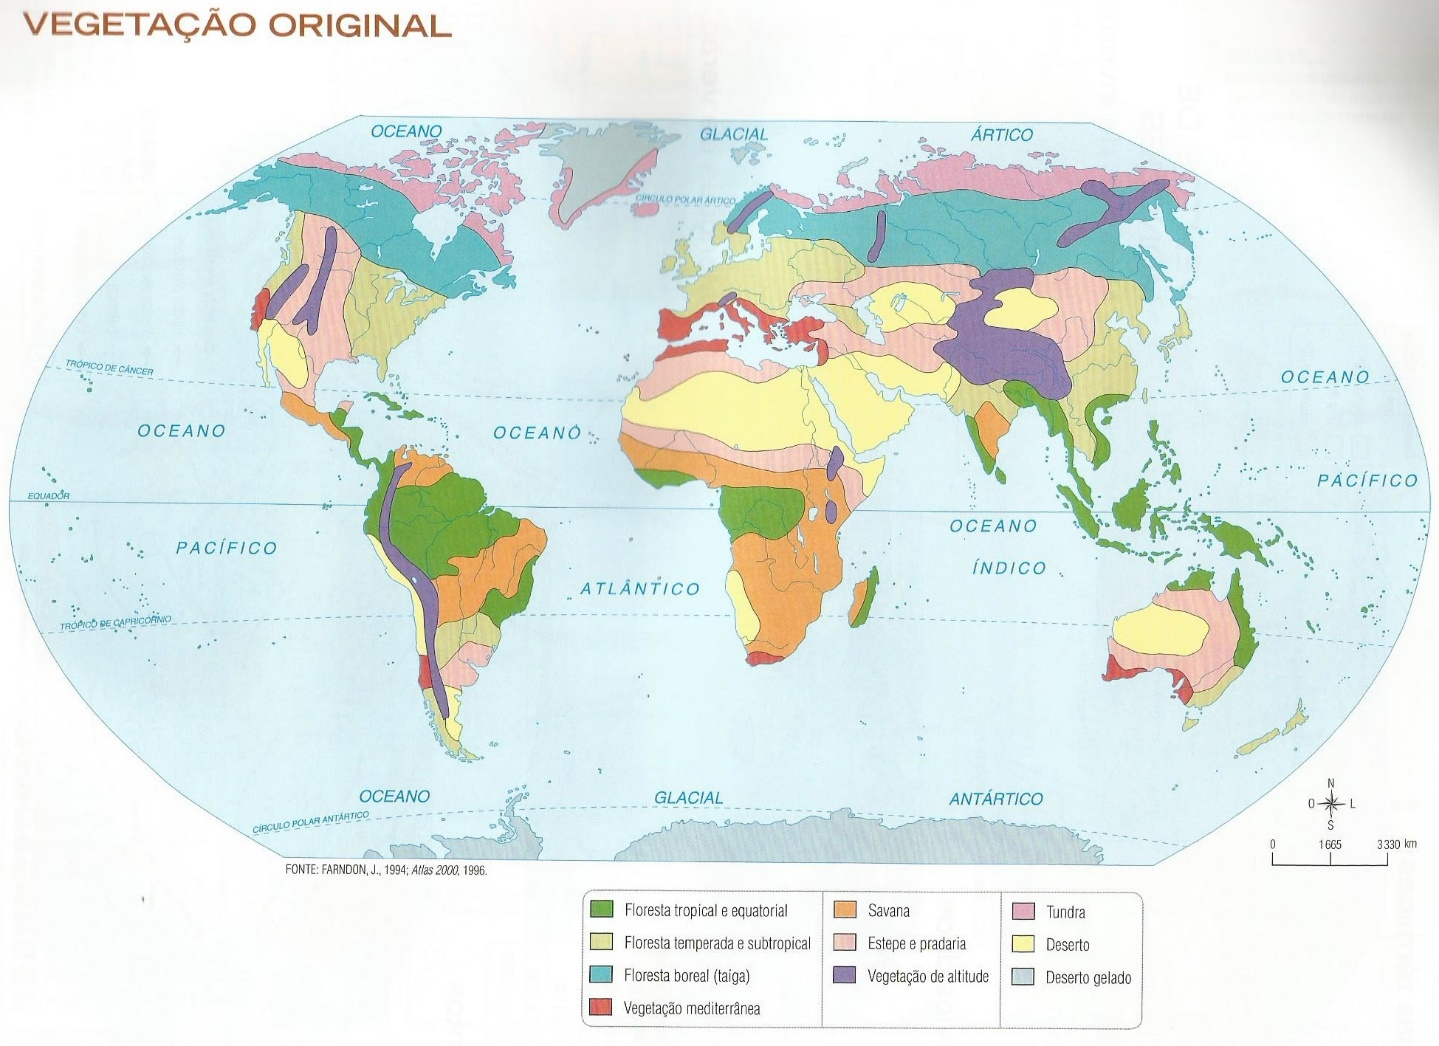 VEGETAÇÃO ORIGINAL
OCEANO GLACIAL ÁRTICO
CÍRCULO POLAR ÁRTICO
TRÓPICO DE CÂNCER
OCEANO
OCEANO
OCEANO
PACÍFICO
EQUADOR
OCEANO
PACÍFICO
ÍNDICO
ATLÂNTICO
TRÓPICO DE CAPRICÓRNIO
OCEANO GLACIAL ANTÁRTICO
CÍRCULO POLAR ANTÁRTICO
N
O L
S
0 1665 3330 km
FONTE: FARNDON, J., 1994; Atlas 2000, 1996.
Floresta tropical e equatorial
Floresta temperada e subtropical
Floresta boreal (taiga)
Vegetação mediterrânea
Savana
Estepe e pradaria
Vegetação de altitude
Tundra
Deserto
Deserto gelado